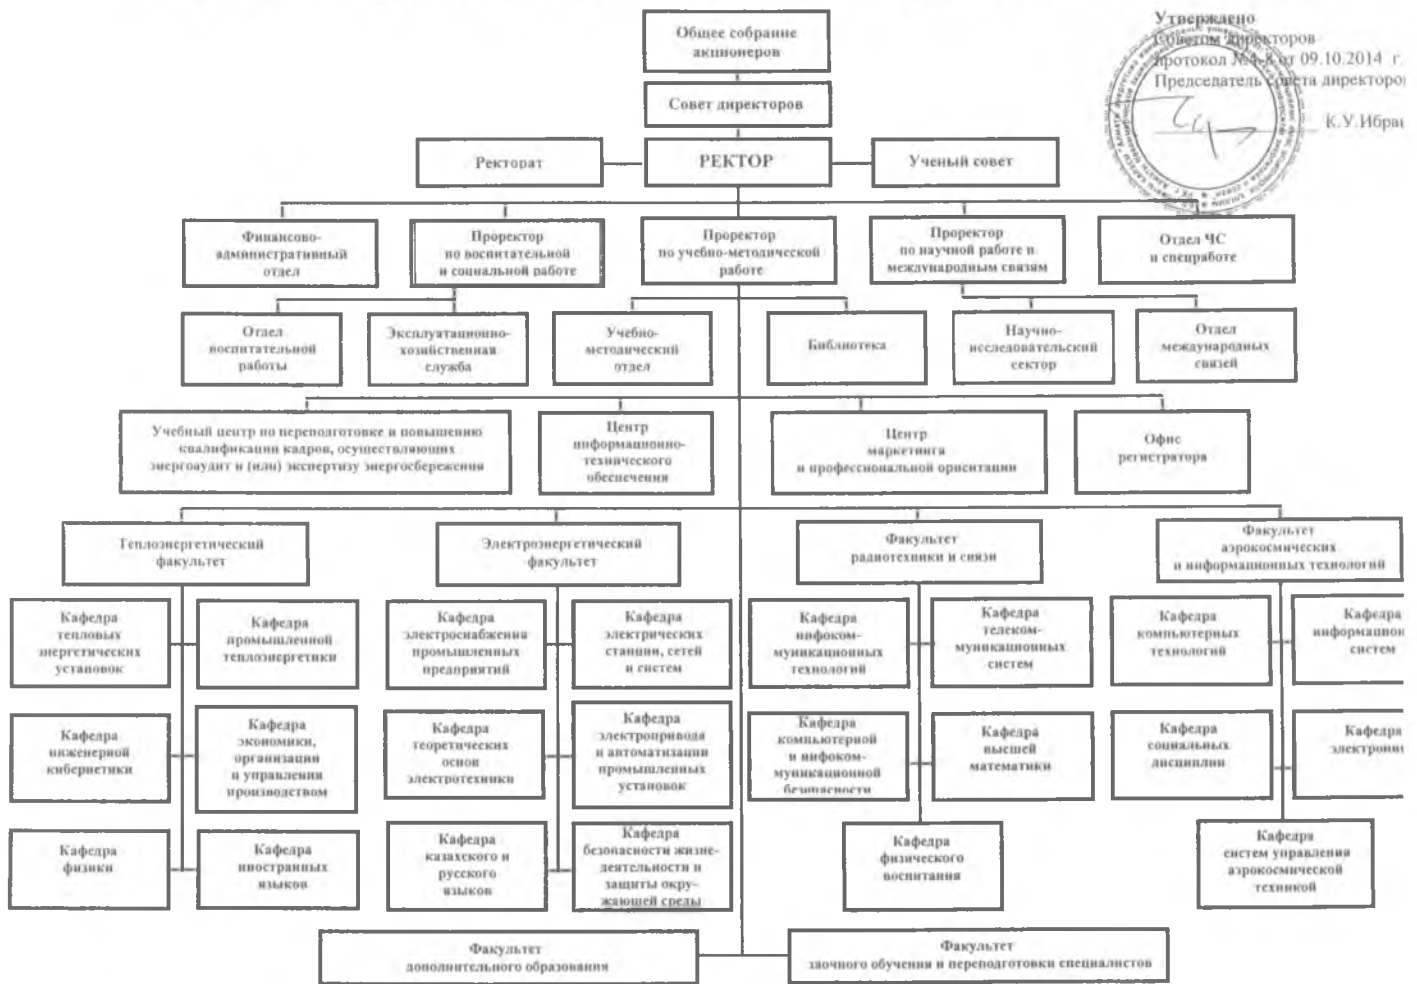 Утверждено
Советом директоров
протокол № от 09.10.2014 г.
Председатель совета директоро
К.У.Ибра
Общее собрание
акционеров
Совет директоров
Ректорат
РЕКТОР
Ученый совет
Финансово-
административный
отдел
Проректор
по воспитательной
и социальной работе
Проректор
по учебно-методической
работе
Проректор
по научной работе и
международным связям
Отдел ЧС
и спецработе
Отдел
воспитательной
работы
Эксплуатационно-
хозяйственная
служба
Учебно-
методический
отдел
Библиотека
Научно-
исследовательский
сектор
Отдел
международных
связей
Учебный центр по переподготовке и повышению
квалификации кадров, осуществляющих
энергоаудит и (или) экспертизу энергосбережения
Центр
информационно-
технического
обеспечения
Центр
маркетинга
и профессиональной ориентации
Офис
регистратора
Теплоэнергетический
факультет
Электроэнергетический
факультет
Факультет
радиотехники и связи
Факультет
аэрокосмических
и информационных технологий
Кафедра
тепловых
энергетических
установок
Кафедра
промышленной
теплоэнергетики
Кафедра
электроснабжения
промышленных
предприятий
Кафедра
электрических
станции, сетей
и систем
Кафедра
инфоком-
муникационных
технологий
Кафедра
телеком-
муникационных
систем
Кафедра
компьютерных
технологий
Кафедра
информацион
систем
Кафедра
инженерной
кибернетики
Кафедра
экономики,
организации
и управления
производством
Кафедра
теоретических
основ
электротехники
Кафедра
электропривода
и автоматизации
промышленных
установок
Кафедра
компьютерной
и инфоком-
муникационной
безопасности
Кафедра
высшей
математики
Кафедра
социальных
дисциплин
Кафедра
электрони
Кафедра
физики
Кафедра
иностранных
языков
Кафедра
казахского и
русского
языков
Кафедра
безопасности жизне-
деятельности и
защиты окру-
жающей среды
Кафедра
физического
воспитания
Кафедра
систем управления
аэрокосмической
техникой
Факультет
дополнительного образования
Факультет
заочного обучения и переподготовки специалистов